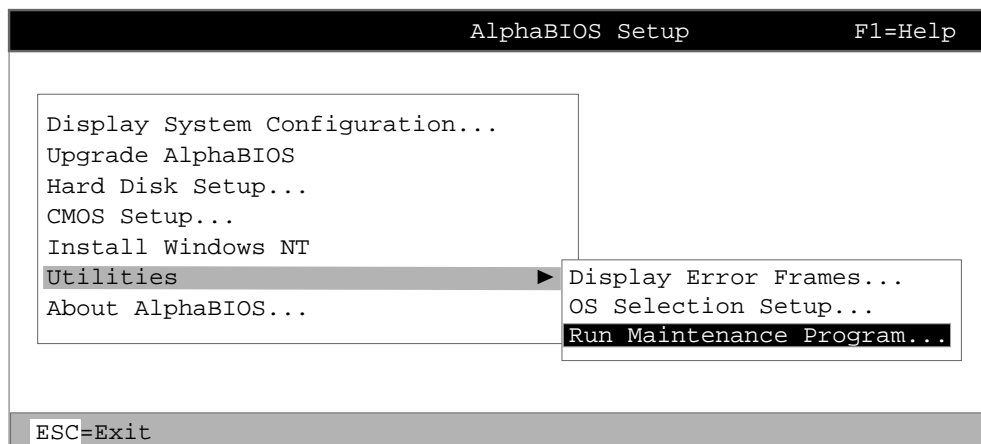 AlphaBIOS Setup F1=Help
Display System Configuration...
Upgrade AlphaBIOS
Hard Disk Setup...
CMOS Setup...
Install Windows NT
Utilities ►
About AlphaBIOS...
Display Error Frames...
OS Selection Setup...
Run Maintenance Program...
ESC=Exit